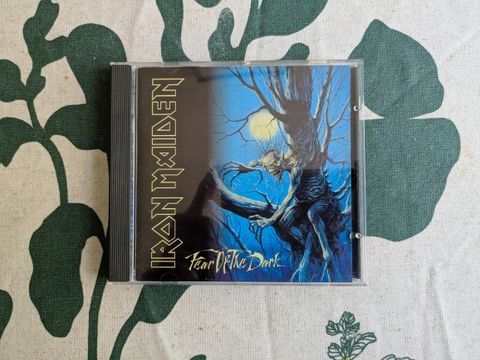 IRON MAIDEN
Fear Of The Dark